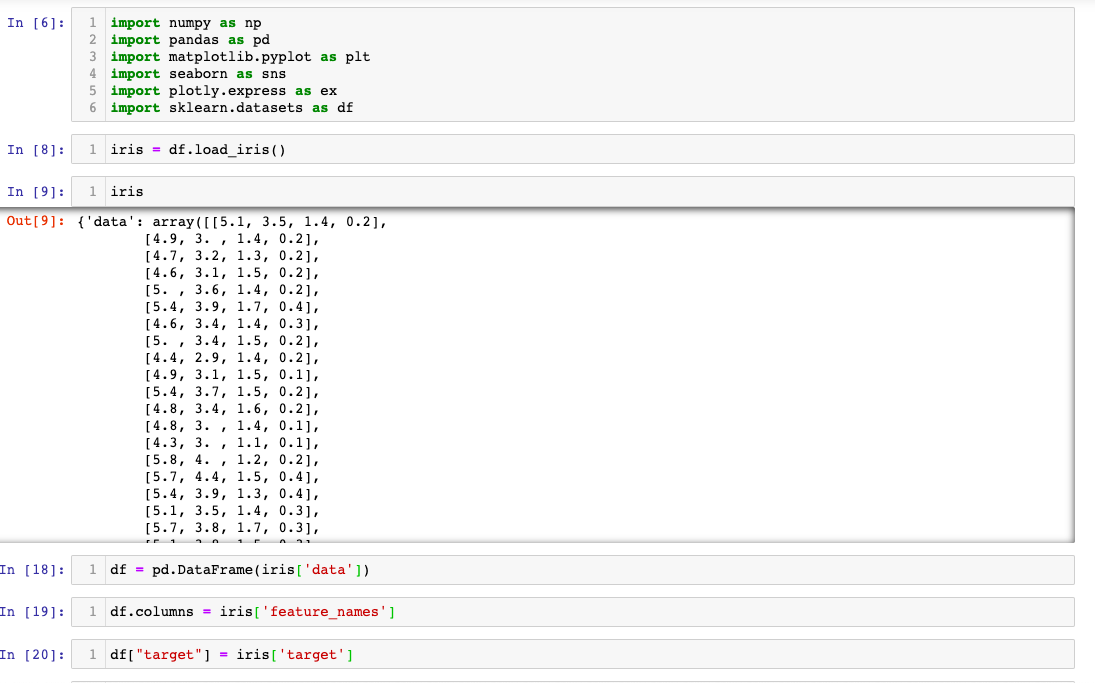 In [6]:
1 import numpy as np
2 import pandas as pd
3 import matplotlib.pyplot as plt
4 import seaborn as sns
5 import plotly.express as ex
6 import sklearn.datasets as df
In [8]: 1 iris = df.load_iris()
In [9]: 1 iris
Out[9]: {'data': array([[5.1, 3.5, 1.4, 0.2],
[4.9, 3. , 1.4, 0.2],
[4.7, 3.2, 1.3, 0.2],
[4.6, 3.1, 1.5, 0.2],
[5. , 3.6, 1.4, 0.2],
[5.4, 3.9, 1.7, 0.4],
[4.6, 3.4, 1.4, 0.3],
[5. , 3.4, 1.5, 0.2],
[4.4, 2.9, 1.4, 0.2],
[4.9, 3.1, 1.5, 0.1],
[5.4, 3.7, 1.5, 0.2],
[4.8, 3.4, 1.6, 0.2],
[4.8, 3. , 1.4, 0.1],
[4.3, 3. , 1.1, 0.1],
[5.8, 4. , 1.2, 0.2],
[5.7, 4.4, 1.5, 0.4],
[5.4, 3.9, 1.3, 0.4],
[5.1, 3.5, 1.4, 0.3],
[5.7, 3.8, 1.7, 0.3],
In [18]: 1 df = pd.DataFrame(iris['data'])
In [19]: 1 df.columns = iris['feature_names']
In [20]: 1 df["target"] = iris['target']